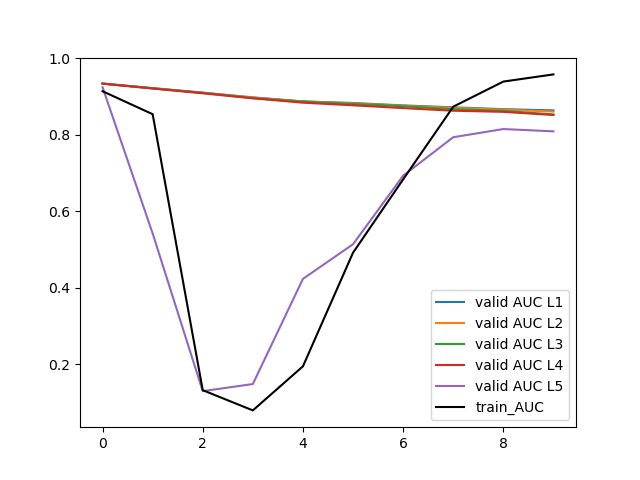 1.0
0.8
0.6
0.4
0.2
0 2 4 6 8
valid AUC L1
valid AUC L2
valid AUC L3
valid AUC L4
valid AUC L5
train_AUC